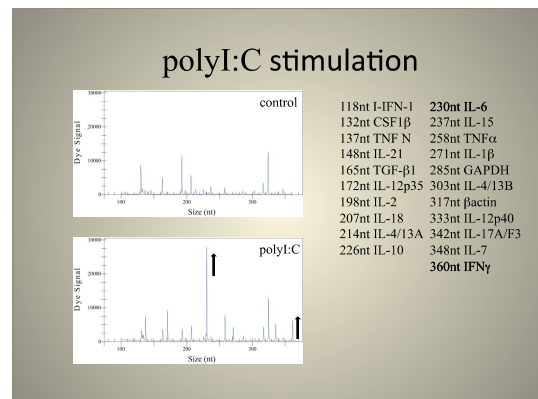 polyI:C stimulation
30000
control
20000
Dye Signal
10000
0
100
200
300
Size (nt)
30000
polyI:C
20000
Dye Signal
10000
0
100
200
300
Size (nt)
118nt I-IFN-1
132nt CSF1β
137nt TNF N
148nt IL-21
165nt TGF-β1
172nt IL-12p35
198nt IL-2
207nt IL-18
214nt IL-4/13A
226nt IL-10
230nt IL-6
237nt IL-15
258nt TNFα
271nt IL-1β
285nt GAPDH
303nt IL-4/13B
317nt βactin
333nt IL-12p40
342nt IL-17A/F3
348nt IL-7
360nt IFNγ